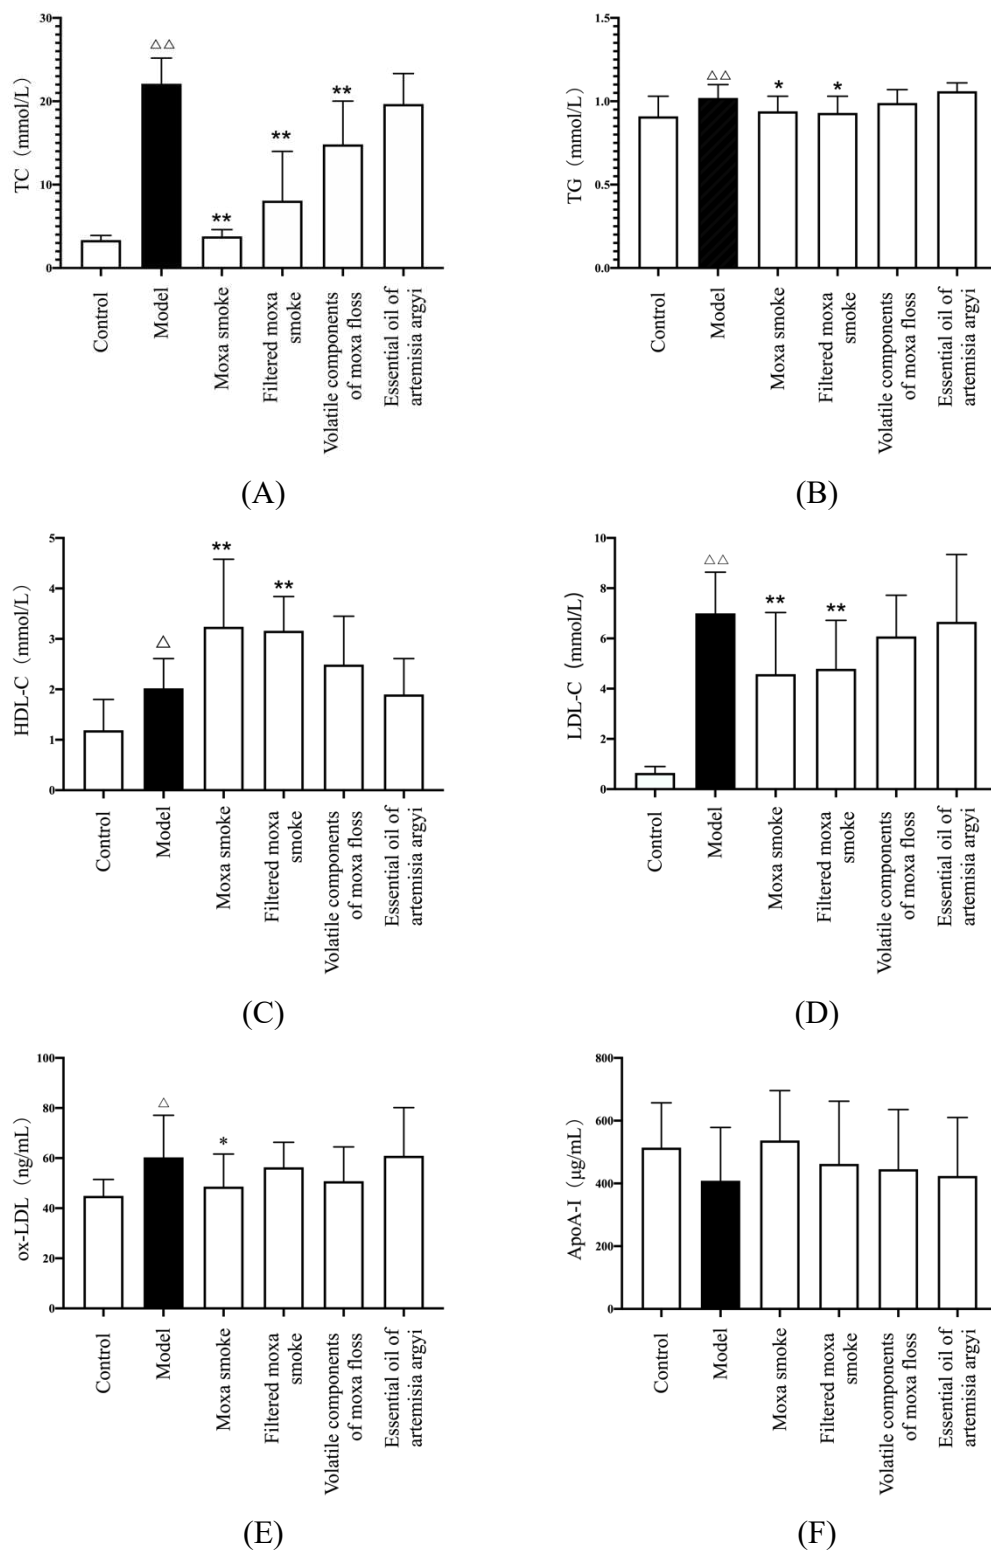 30
20
10
0
TC（mmol/L）
△△
**
**
**
Control
Model
Moxa smoke
Filtered moxa
smoke
Volatile components
of moxa floss
Essential oil of
artemisia argyi
(A)
1.5
1.0
0.5
0.0
TG（mmol/L）
△△
*
*
Control
Model
Moxa smoke
Filtered moxa
smoke
Volatile components
of moxa floss
Essential oil of
artemisia argyi
(B)
5
4
3
2
1
0
HDL-C（mmol/L）
△
**
**
Control
Model
Moxa smoke
Filtered moxa
smoke
Volatile components
of moxa floss
Essential oil of
artemisia argyi
(C)
10
8
6
4
2
0
LDL-C（mmol/L）
△△
**
**
Control
Model
Moxa smoke
Filtered moxa
smoke
Volatile components
of moxa floss
Essential oil of
artemisia argyi
(D)
100
80
60
40
20
0
ox-LDL（ng/mL）
△
*
Control
Model
Moxa smoke
Filtered moxa
smoke
Volatile components
of moxa floss
Essential oil of
artemisia argyi
(E)
800
600
400
200
0
ApoA-I（μg/mL）
Control
Model
Moxa smoke
Filtered moxa
smoke
Volatile components
of moxa floss
Essential oil of
artemisia argyi
(F)